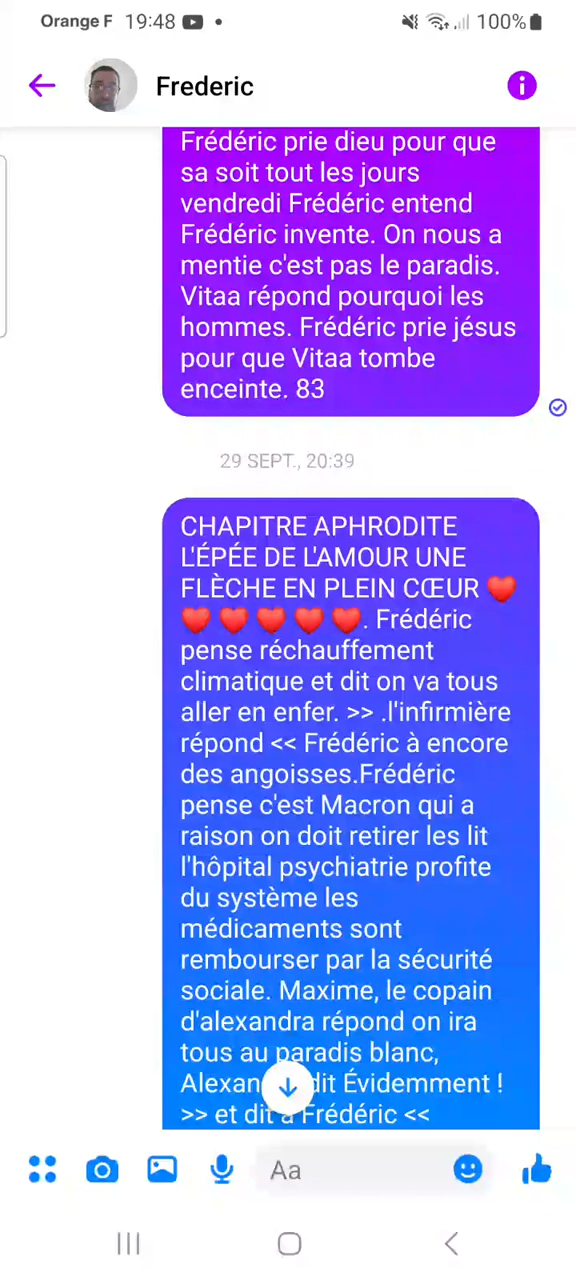 Orange F 19:48 100%
Frederic
Frédéric prie dieu pour que
sa soit tout les jours
vendredi Frédéric entend
Frédéric invente. On nous a
mentie c'est pas le paradis.
Vitaa répond pourquoi les
hommes. Frédéric prie jésus
pour que Vitaa tombe
enceinte. 83
29 SEPT., 20:39
CHAPITRE APHRODITE
L'ÉPÉE DE L'AMOUR UNE
FLÈCHE EN PLEIN CŒUR ❤️
❤️ ❤️ ❤️ ❤️ ❤️. Frédéric
pense réchauffement
climatique et dit on va tous
aller en enfer. >> .l'infirmière
répond << Frédéric à encore
des angoisses.Frédéric
pense c'est Macron qui a
raison on doit retirer les lit
l'hôpital psychiatrie profite
du système les
médicaments sont
rembourser par la sécurité
sociale. Maxime, le copain
d'alexandra répond on ira
tous au paradis blanc,
Évidemment !
>> et dit à Frédéric <<
Aa